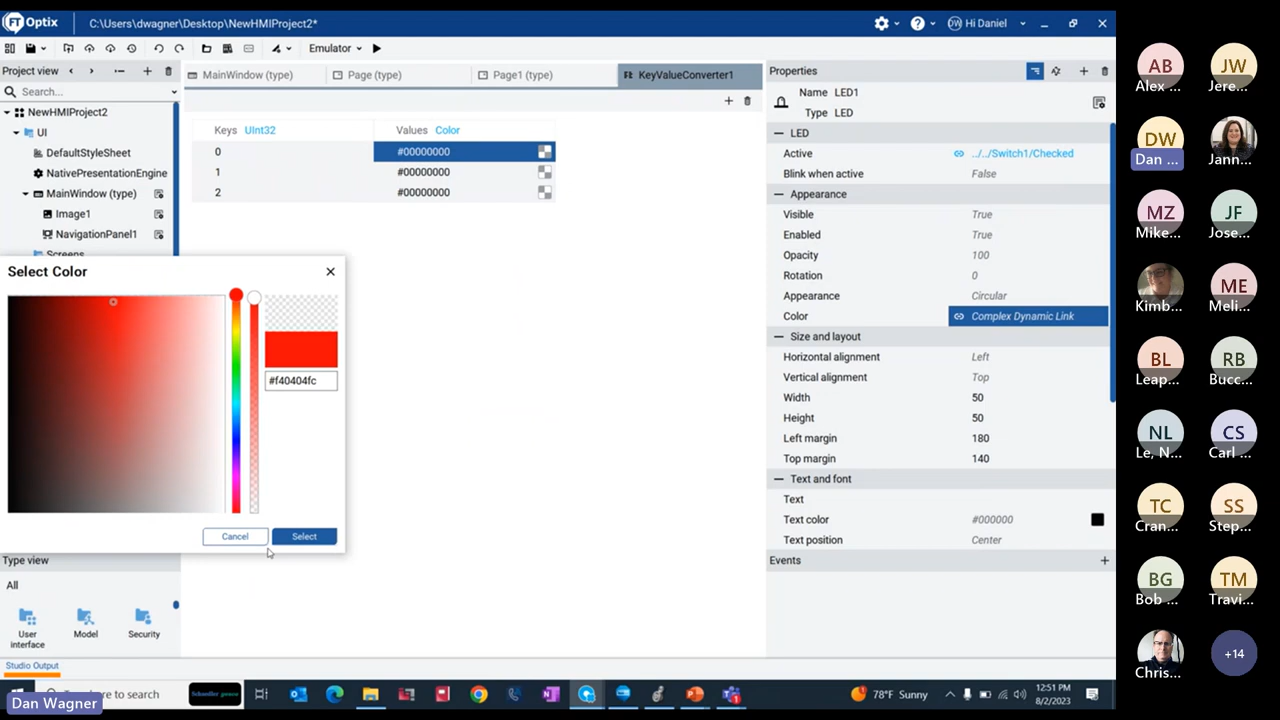 FT Optix
C:\Users\dwagner\Desktop\NewHMIProject2*
DW Hi Daniel
Emulator
Project view
MainWindow (type)
Page (type)
Page1 (type)
KeyValueConverter1
Search...
NewHMIProject2
UI
DefaultStyleSheet
NativePresentationEngine
MainWindow (type)
Image1
NavigationPanel1
Screens
Keys UInt32
Values Color
0 #00000000
1 #00000000
2 #00000000
Select Color
#f40404fc
Cancel
Select
Type view
All
User interface
Model
Security
Studio Output
Properties
Name LED1
Type LED
LED
Active ../../Switch1/Checked
Blink when active False
Appearance
Visible True
Enabled True
Opacity 100
Rotation 0
Appearance Circular
Color Complex Dynamic Link
Size and layout
Horizontal alignment Left
Vertical alignment Top
Width 50
Height 50
Left margin 180
Top margin 140
Text and font
Text
Text color #000000
Text position Center
Events
AB
Alex ...
JW
Jere...
DW
Dan ...
Jann...
MZ
Mike...
JF
Jose...
Kimb...
ME
Meli...
BL
Leap...
RB
Bucc...
NL
Le, N...
CS
Carl ...
TC
Cran...
SS
Step...
BG
Bob ...
TM
Travi...
Chris...
+14
to search
78°F Sunny
12:51 PM
8/2/2023
Dan Wagner